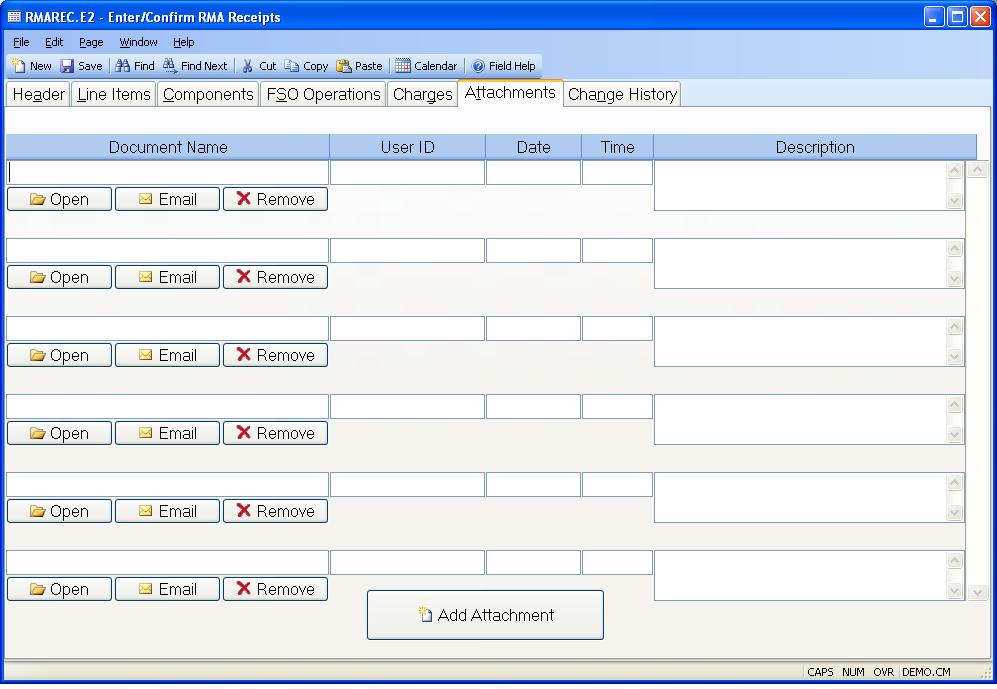 RMAREC.E2 - Enter/Confirm RMA Receipts
File Edit Page Window Help
New Save Find Find Next Cut Copy Paste Calendar Field Help
Header Line Items Components FSO Operations Charges Attachments Change History
Document Name User ID Date Time Description
Open Email Remove
Open Email Remove
Open Email Remove
Open Email Remove
Open Email Remove
Open Email Remove
Add Attachment
CAPS NUM OVR DEMO.CM